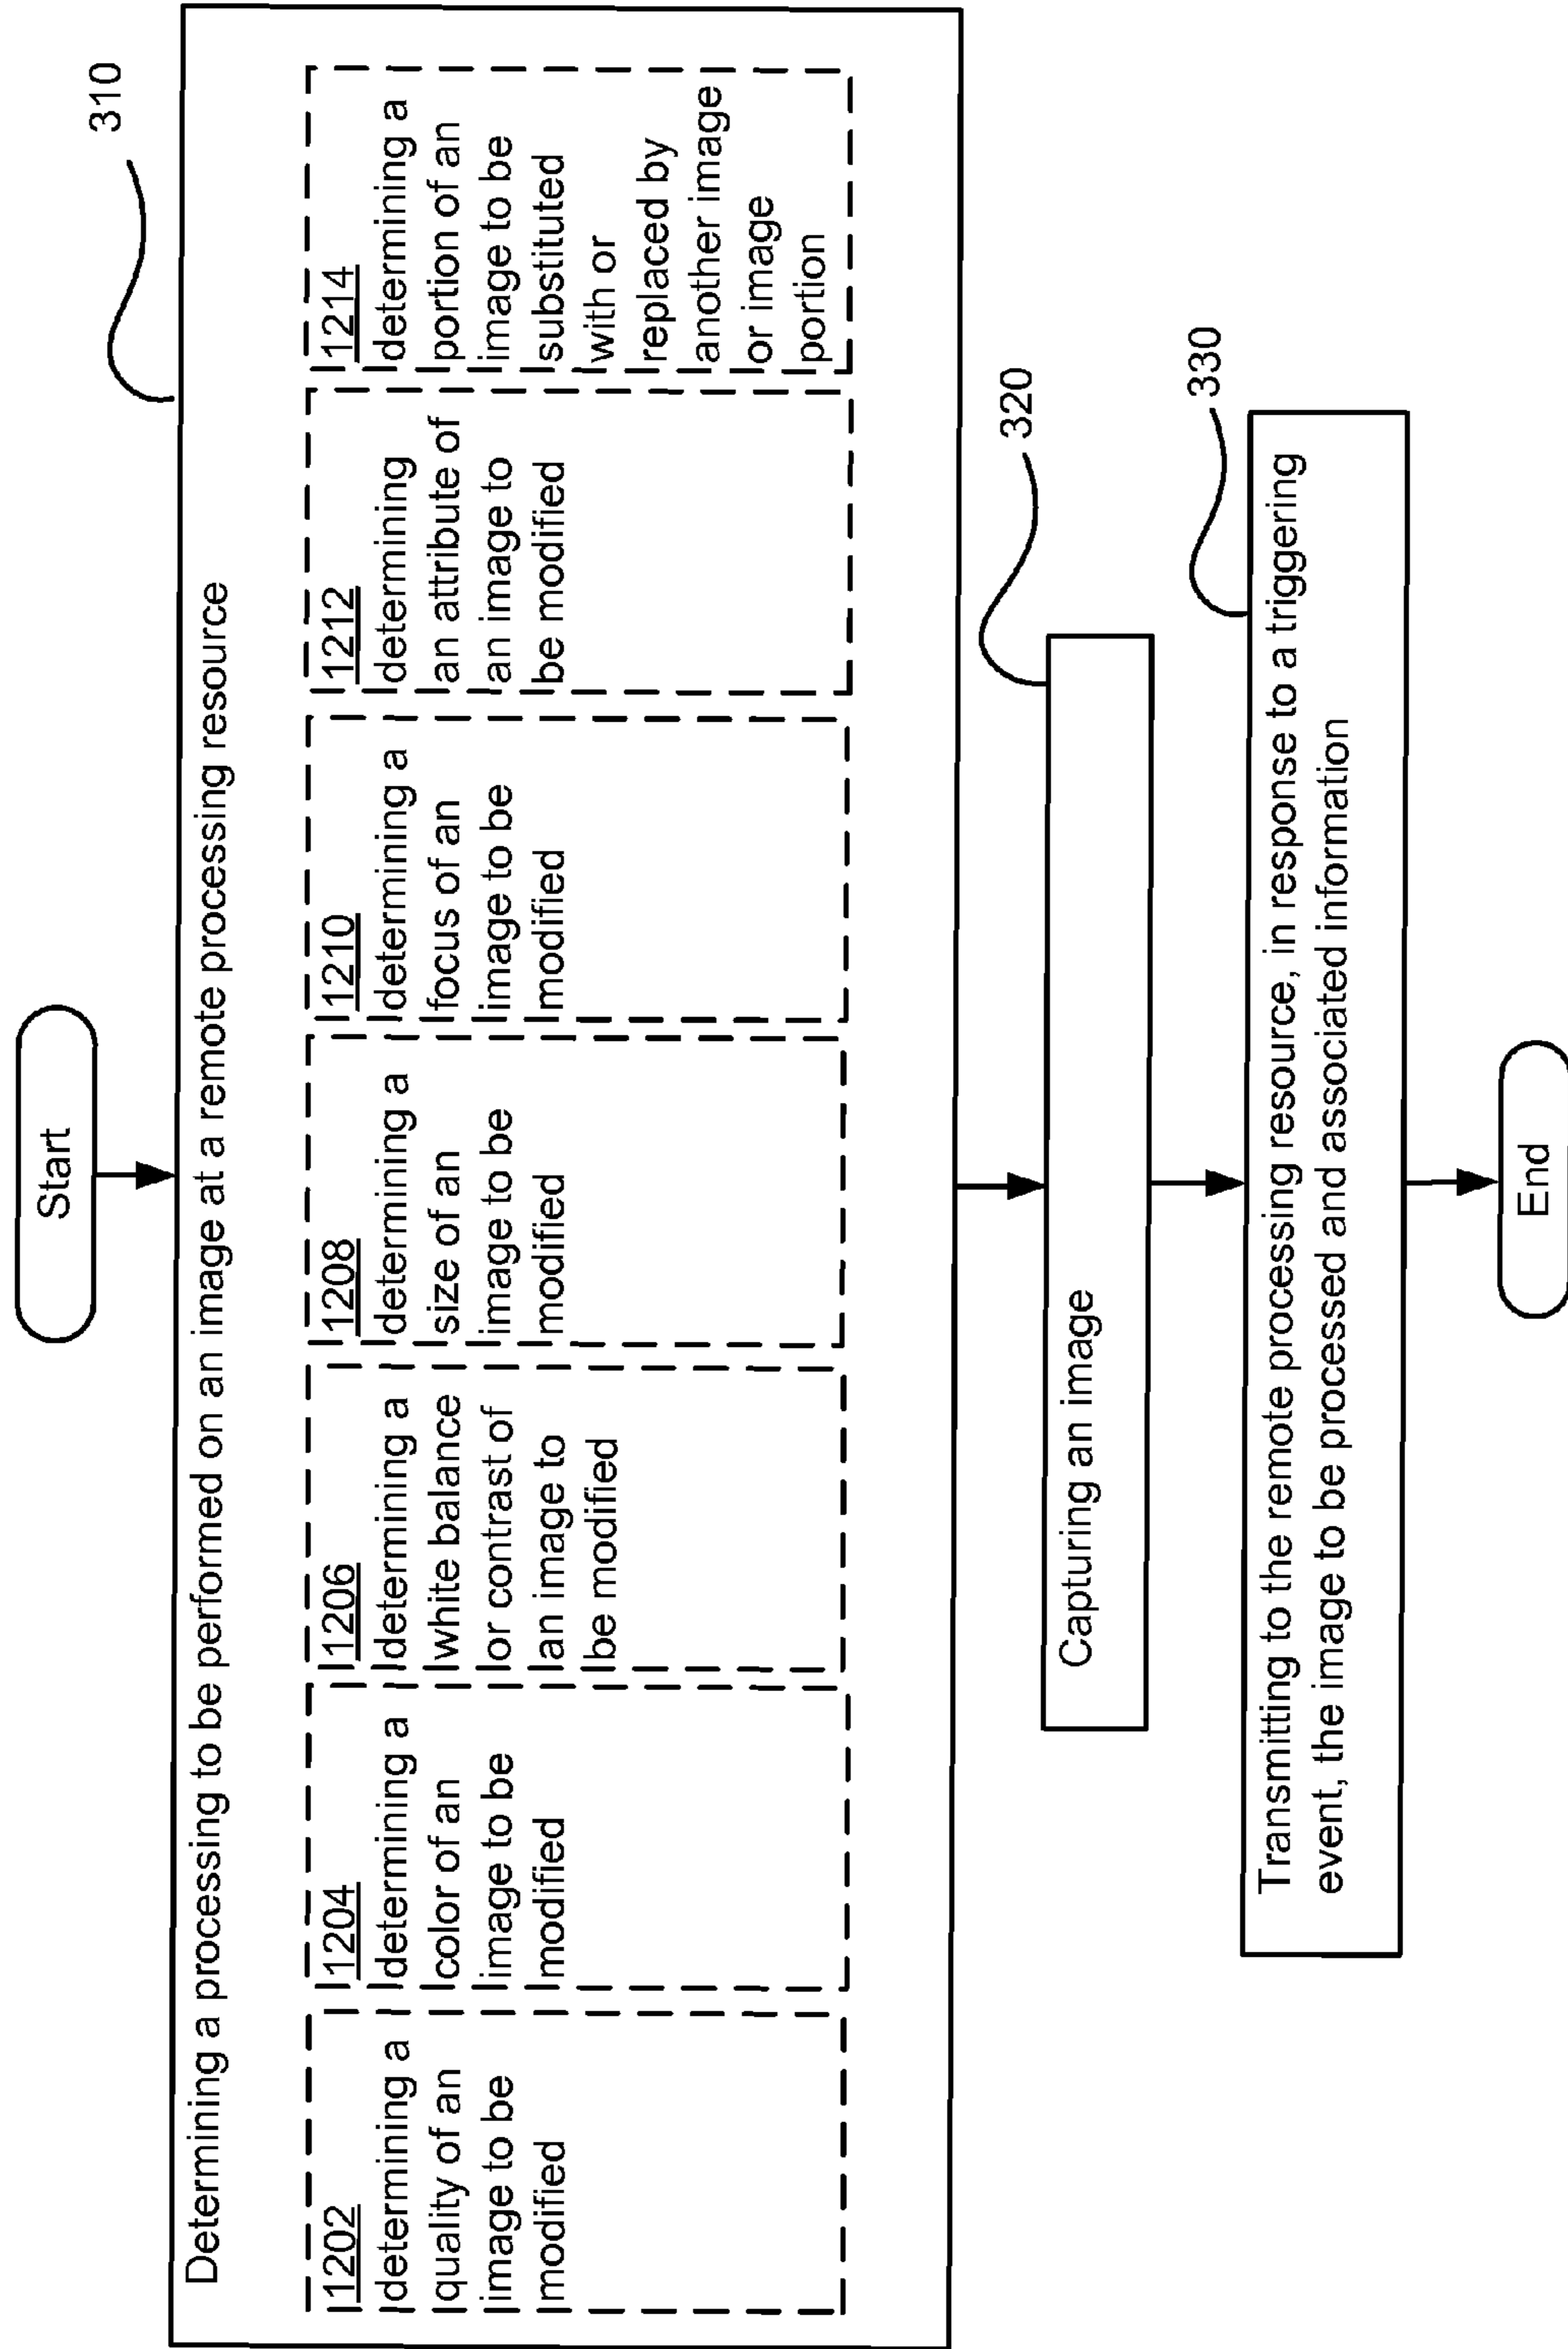 Start
310
Determining a processing to be performed on an image at a remote processing resource
1202
determining a
quality of an
image to be
modified
1204
determining a
color of an
image to be
modified
1206
determining a
white balance
or contrast of
an image to
be modified
1208
determining a
size of an
image to be
modified
1210
determining a
focus of an
image to be
modified
1212
determining
an attribute of
an image to
be modified
1214
determining a
portion of an
image to be
substituted
with or
replaced by
another image
or image
portion
320
Capturing an image
330
Transmitting to the remote processing resource, in response to a triggering
event, the image to be processed and associated information
End